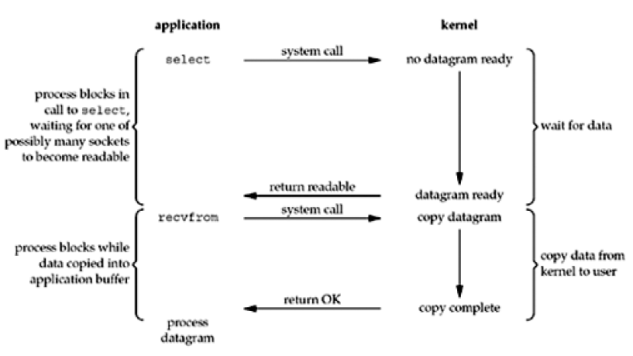 application
kernel
select
system call
no datagram ready
process blocks in
call to select,
waiting for one of
possibly many sockets
to become readable
wait for data
return readable
datagram ready
recvfrom
system call
copy datagram
process blocks while
data copied into
application buffer
copy data from
kernel to user
return OK
copy complete
process
datagram